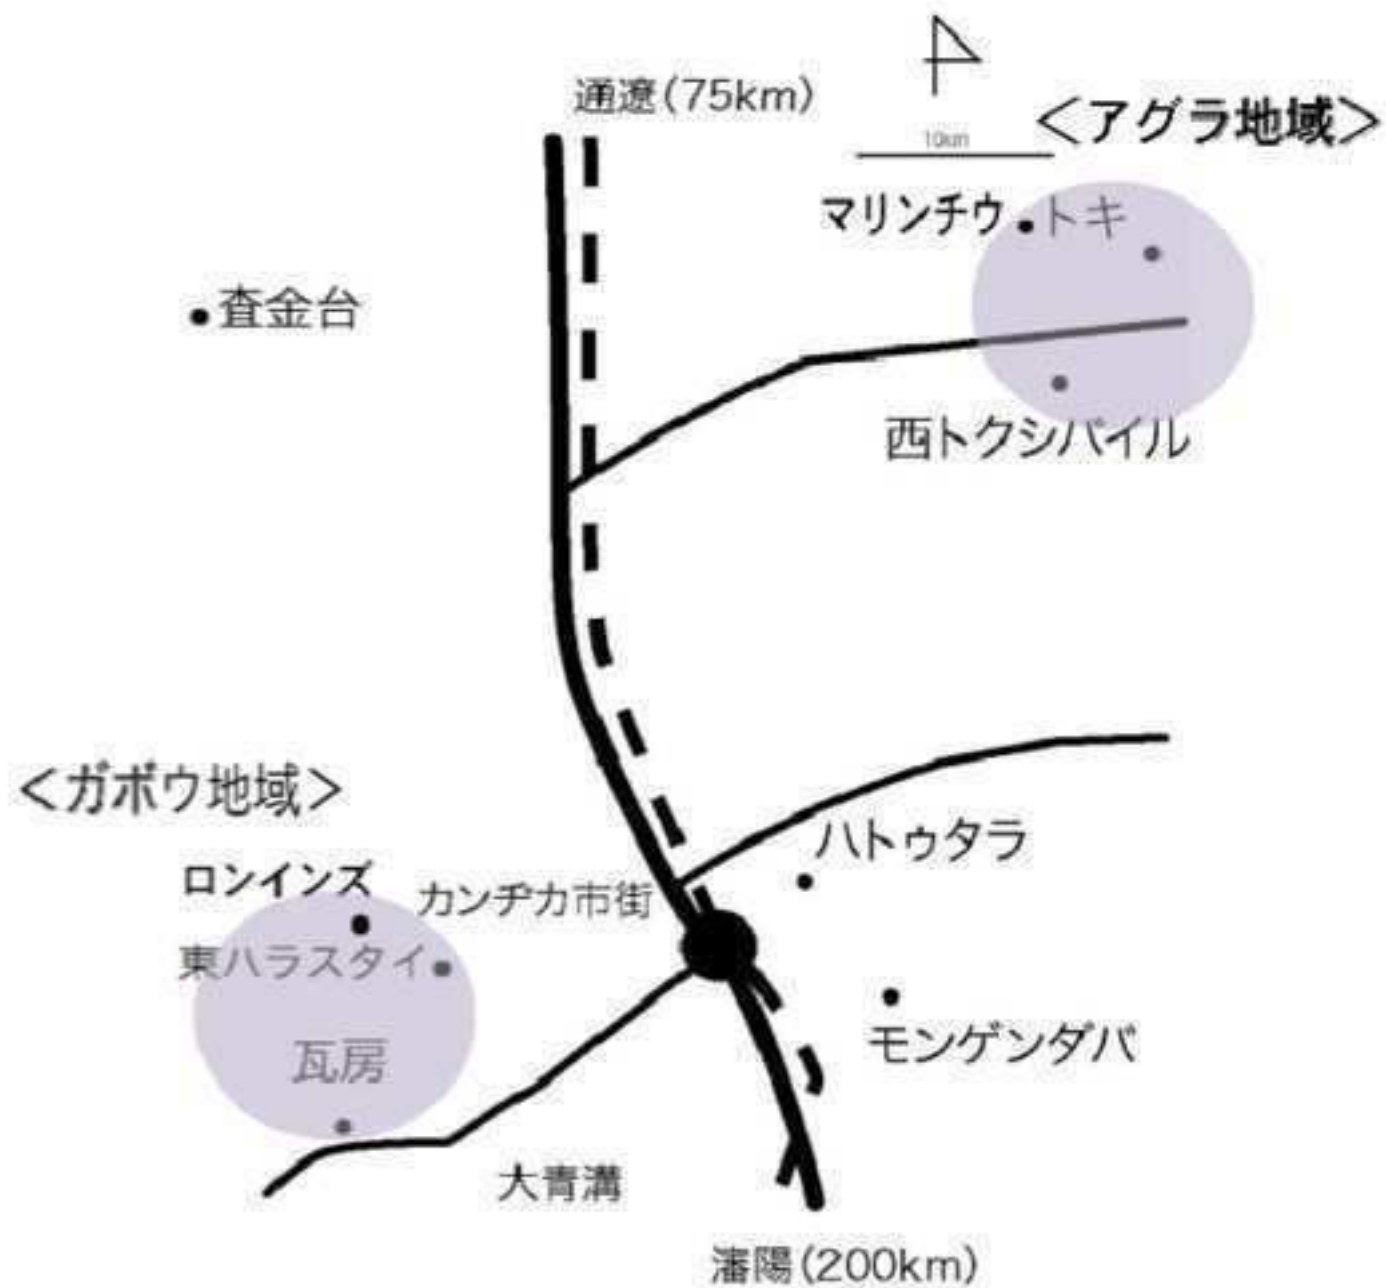 通遼(75km)
10km
＜アグラ地域＞
マリンチウ
トキ
査金台
西トクシバイル
＜ガボウ地域＞
ハトゥタラ
ロンインズ
カンヂカ市街
東ハラスタイ
モンゲンダバ
瓦房
大青溝
瀋陽(200km)